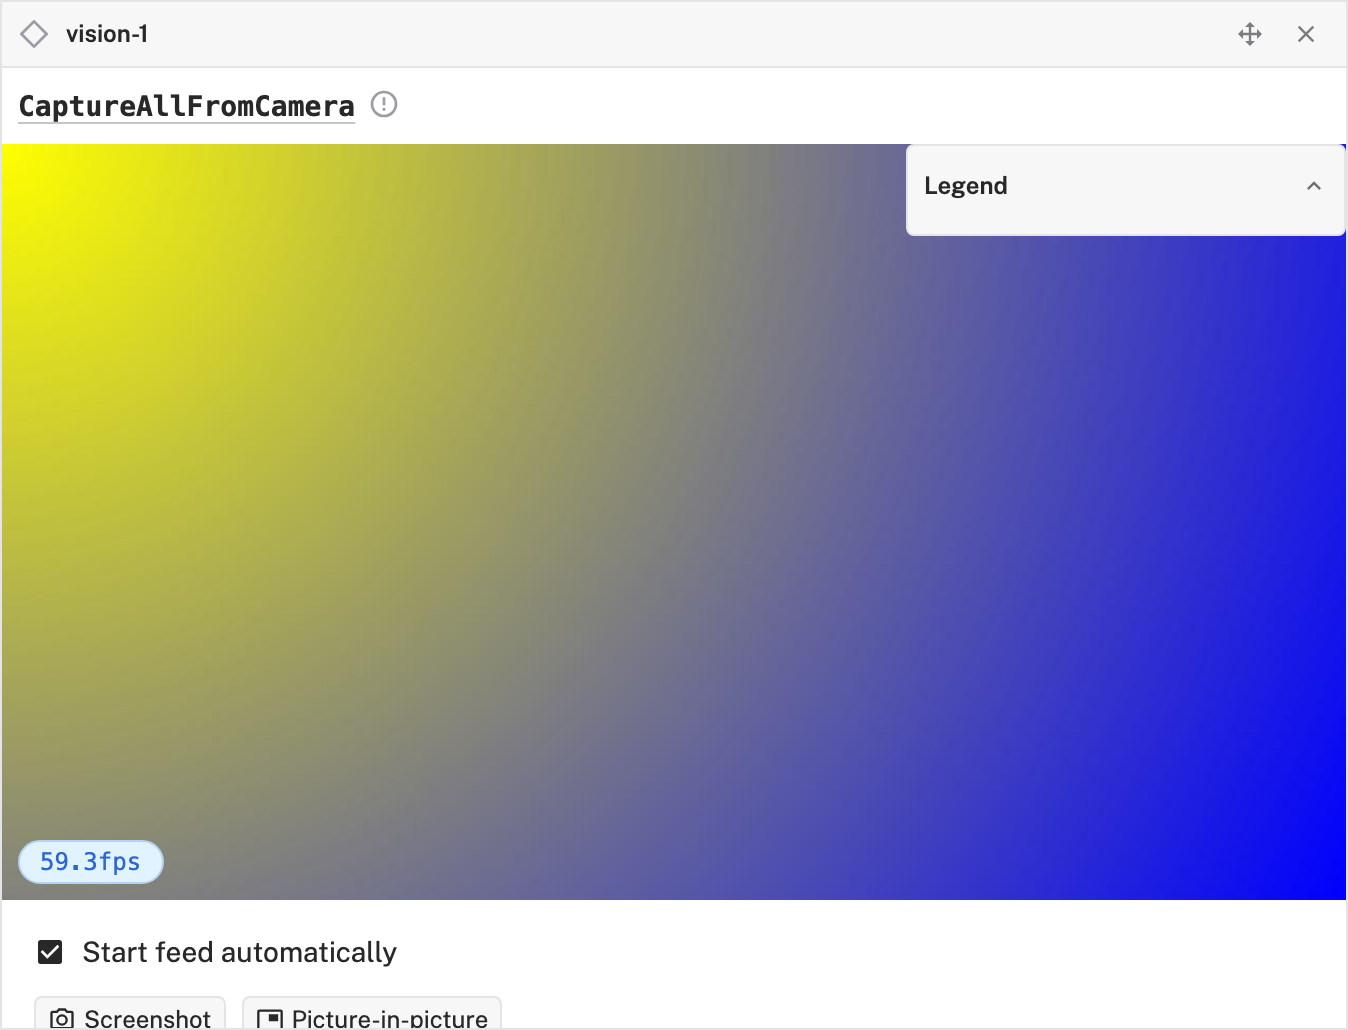 vision-1
CaptureAllFromCamera
Legend
59.3fps
Start feed automatically
Screenshot Picture-in-picture